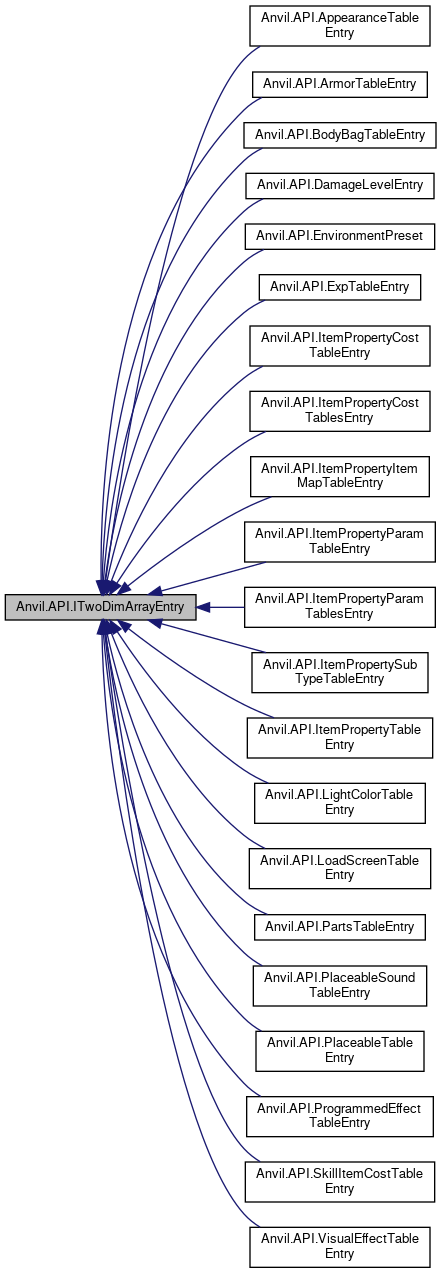 Anvil.API.AppearanceTable
Entry
Anvil.API.ArmorTableEntry
Anvil.API.BodyBagTableEntry
Anvil.API.DamageLevelEntry
Anvil.API.EnvironmentPreset
Anvil.API.ExpTableEntry
Anvil.API.ItemPropertyCost
TableEntry
Anvil.API.ItemPropertyCost
TablesEntry
Anvil.API.ItemPropertyItem
MapTableEntry
Anvil.API.ItemPropertyParam
TableEntry
Anvil.API.ITwoDimArrayEntry
Anvil.API.ItemPropertyParam
TablesEntry
Anvil.API.ItemPropertySub
TypeTableEntry
Anvil.API.ItemPropertyTable
Entry
Anvil.API.LightColorTable
Entry
Anvil.API.LoadScreenTable
Entry
Anvil.API.PartsTableEntry
Anvil.API.PlaceableSound
TableEntry
Anvil.API.PlaceableTable
Entry
Anvil.API.ProgrammedEffect
TableEntry
Anvil.API.SkillItemCostTable
Entry
Anvil.API.VisualEffectTable
Entry